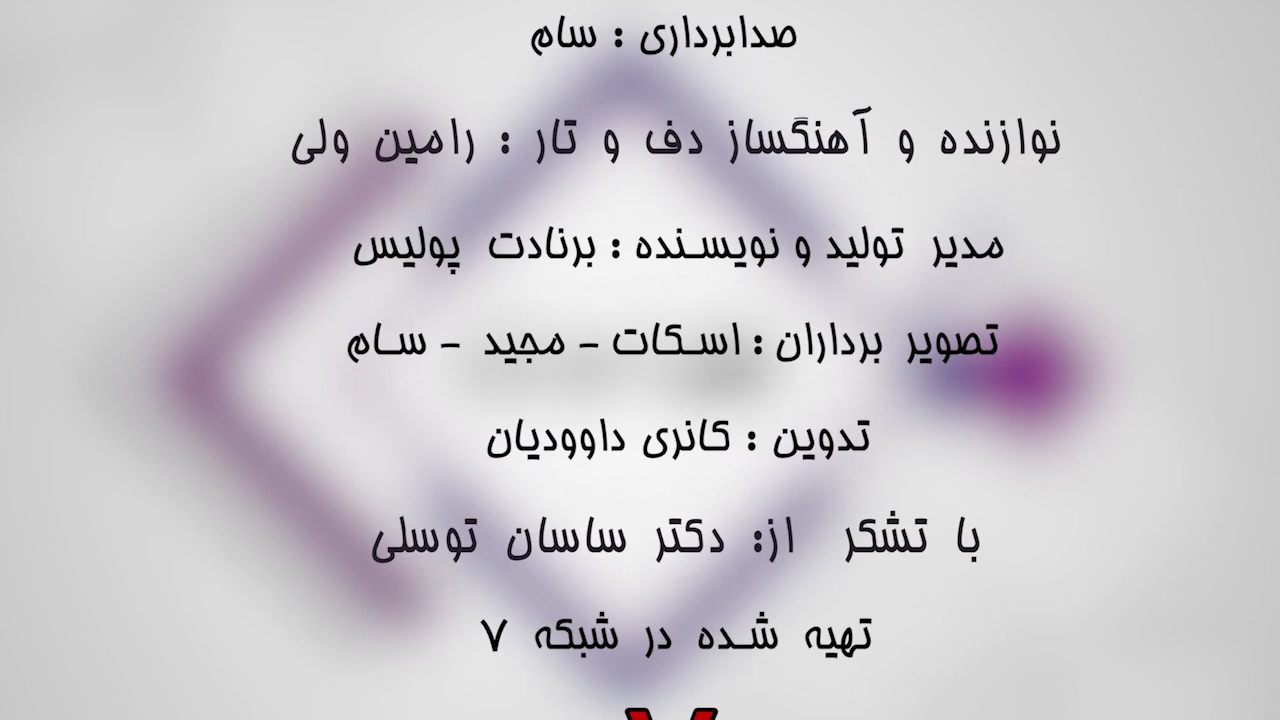 صدابرداری : سام
نوازنده و آهنگساز دف و تار : رامین ولی
مدیر تولید و نویسنده : برنادت پولیس
تصویر برداران : اسکات - مجید - سام
تدوین : کانری داوودیان
با تشکر از: دکتر ساسان توسلی
تهیه شده در شبکه ۷